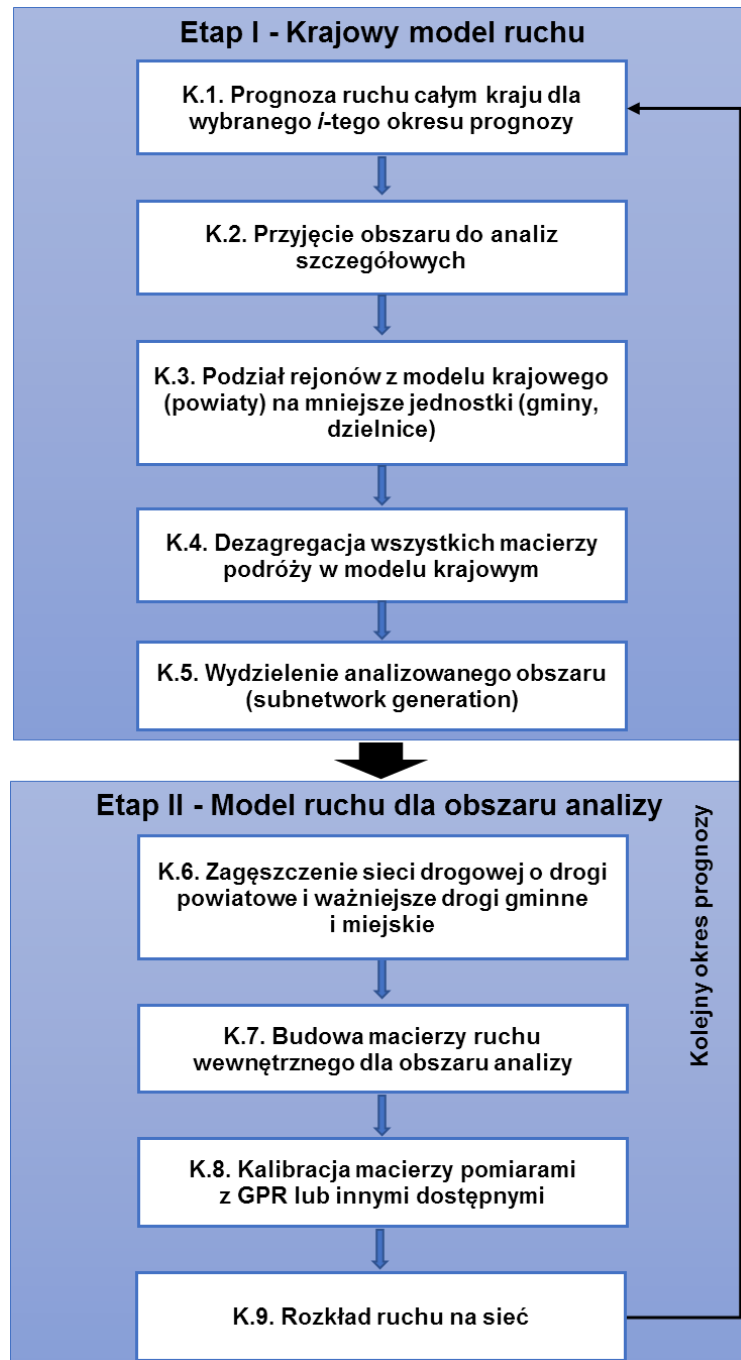 Etap I - Krajowy model ruchu
K.1. Prognoza ruchu całym kraju dla
wybranego i-tego okresu prognozy
K.2. Przyjęcie obszaru do analiz
szczegółowych
K.3. Podział rejonów z modelu krajowego
(powiaty) na mniejsze jednostki (gminy,
dzielnice)
K.4. Dezagregacja wszystkich macierzy
podróży w modelu krajowym
K.5. Wydzielenie analizowanego obszaru
(subnetwork generation)
Etap II - Model ruchu dla obszaru analizy
K.6. Zagęszczenie sieci drogowej o drogi
powiatowe i ważniejsze drogi gminne
i miejskie
K.7. Budowa macierzy ruchu
wewnętrznego dla obszaru analizy
K.8. Kalibracja macierzy pomiarami
z GPR lub innymi dostępnymi
K.9. Rozkład ruchu na sieć
Kolejny okres prognozy